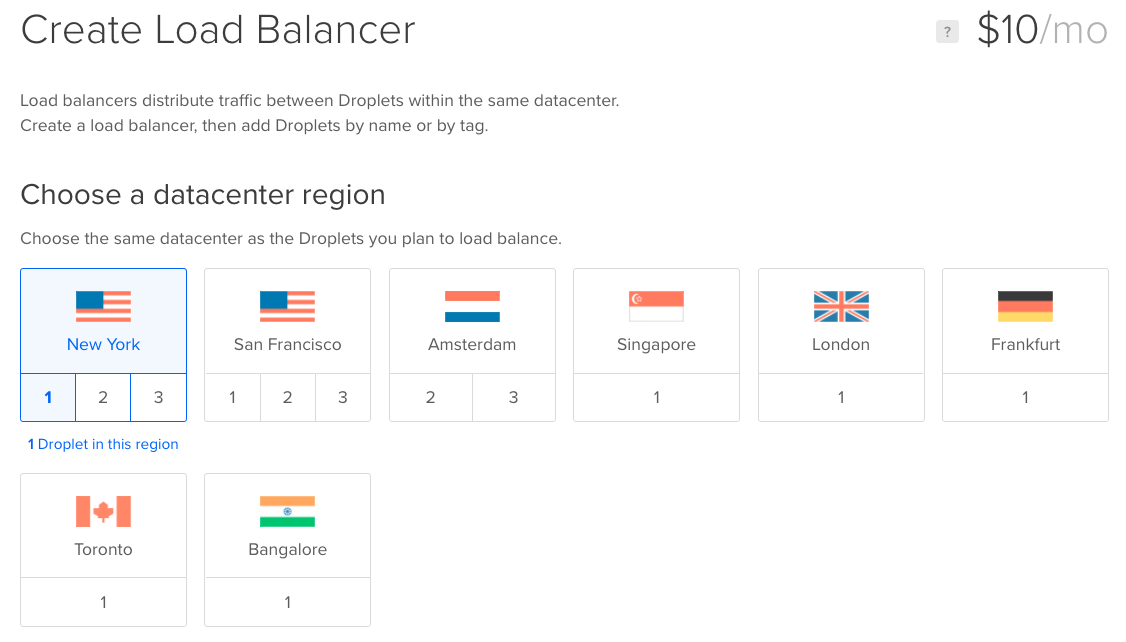 Create Load Balancer
? $10/mo
Load balancers distribute traffic between Droplets within the same datacenter.
Create a load balancer, then add Droplets by name or by tag.
Choose a datacenter region
Choose the same datacenter as the Droplets you plan to load balance.
New York San Francisco Amsterdam Singapore London Frankfurt
1 2 3 1 2 3 2 3 1 1 1
1 Droplet in this region
Toronto Bangalore
1 1